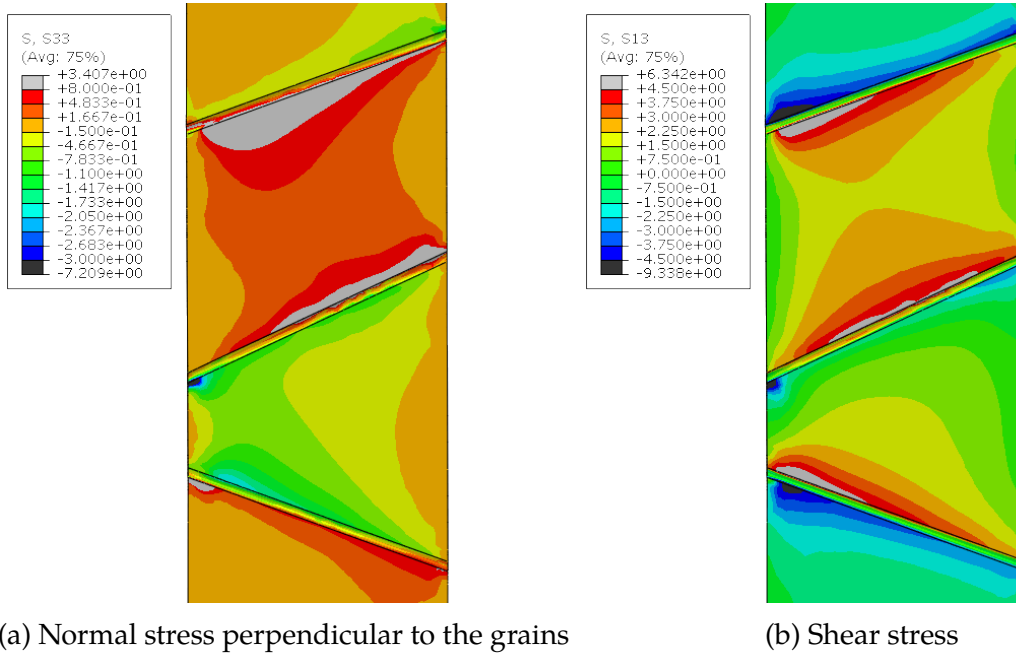 S, S33
(Avg: 75%)
+3.407e+00
+8.000e-01
+4.833e-01
+1.667e-01
-1.500e-01
-4.667e-01
-7.833e-01
-1.100e+00
-1.417e+00
-1.733e+00
-2.050e+00
-2.367e+00
-2.683e+00
-3.000e+00
-7.209e+00
S, S13
(Avg: 75%)
+6.342e+00
+4.500e+00
+3.750e+00
+3.000e+00
+2.250e+00
+1.500e+00
+7.500e-01
+0.000e+00
-7.500e-01
-1.500e+00
-2.250e+00
-3.000e+00
-3.750e+00
-4.500e+00
-9.338e+00
(a) Normal stress perpendicular to the grains
(b) Shear stress